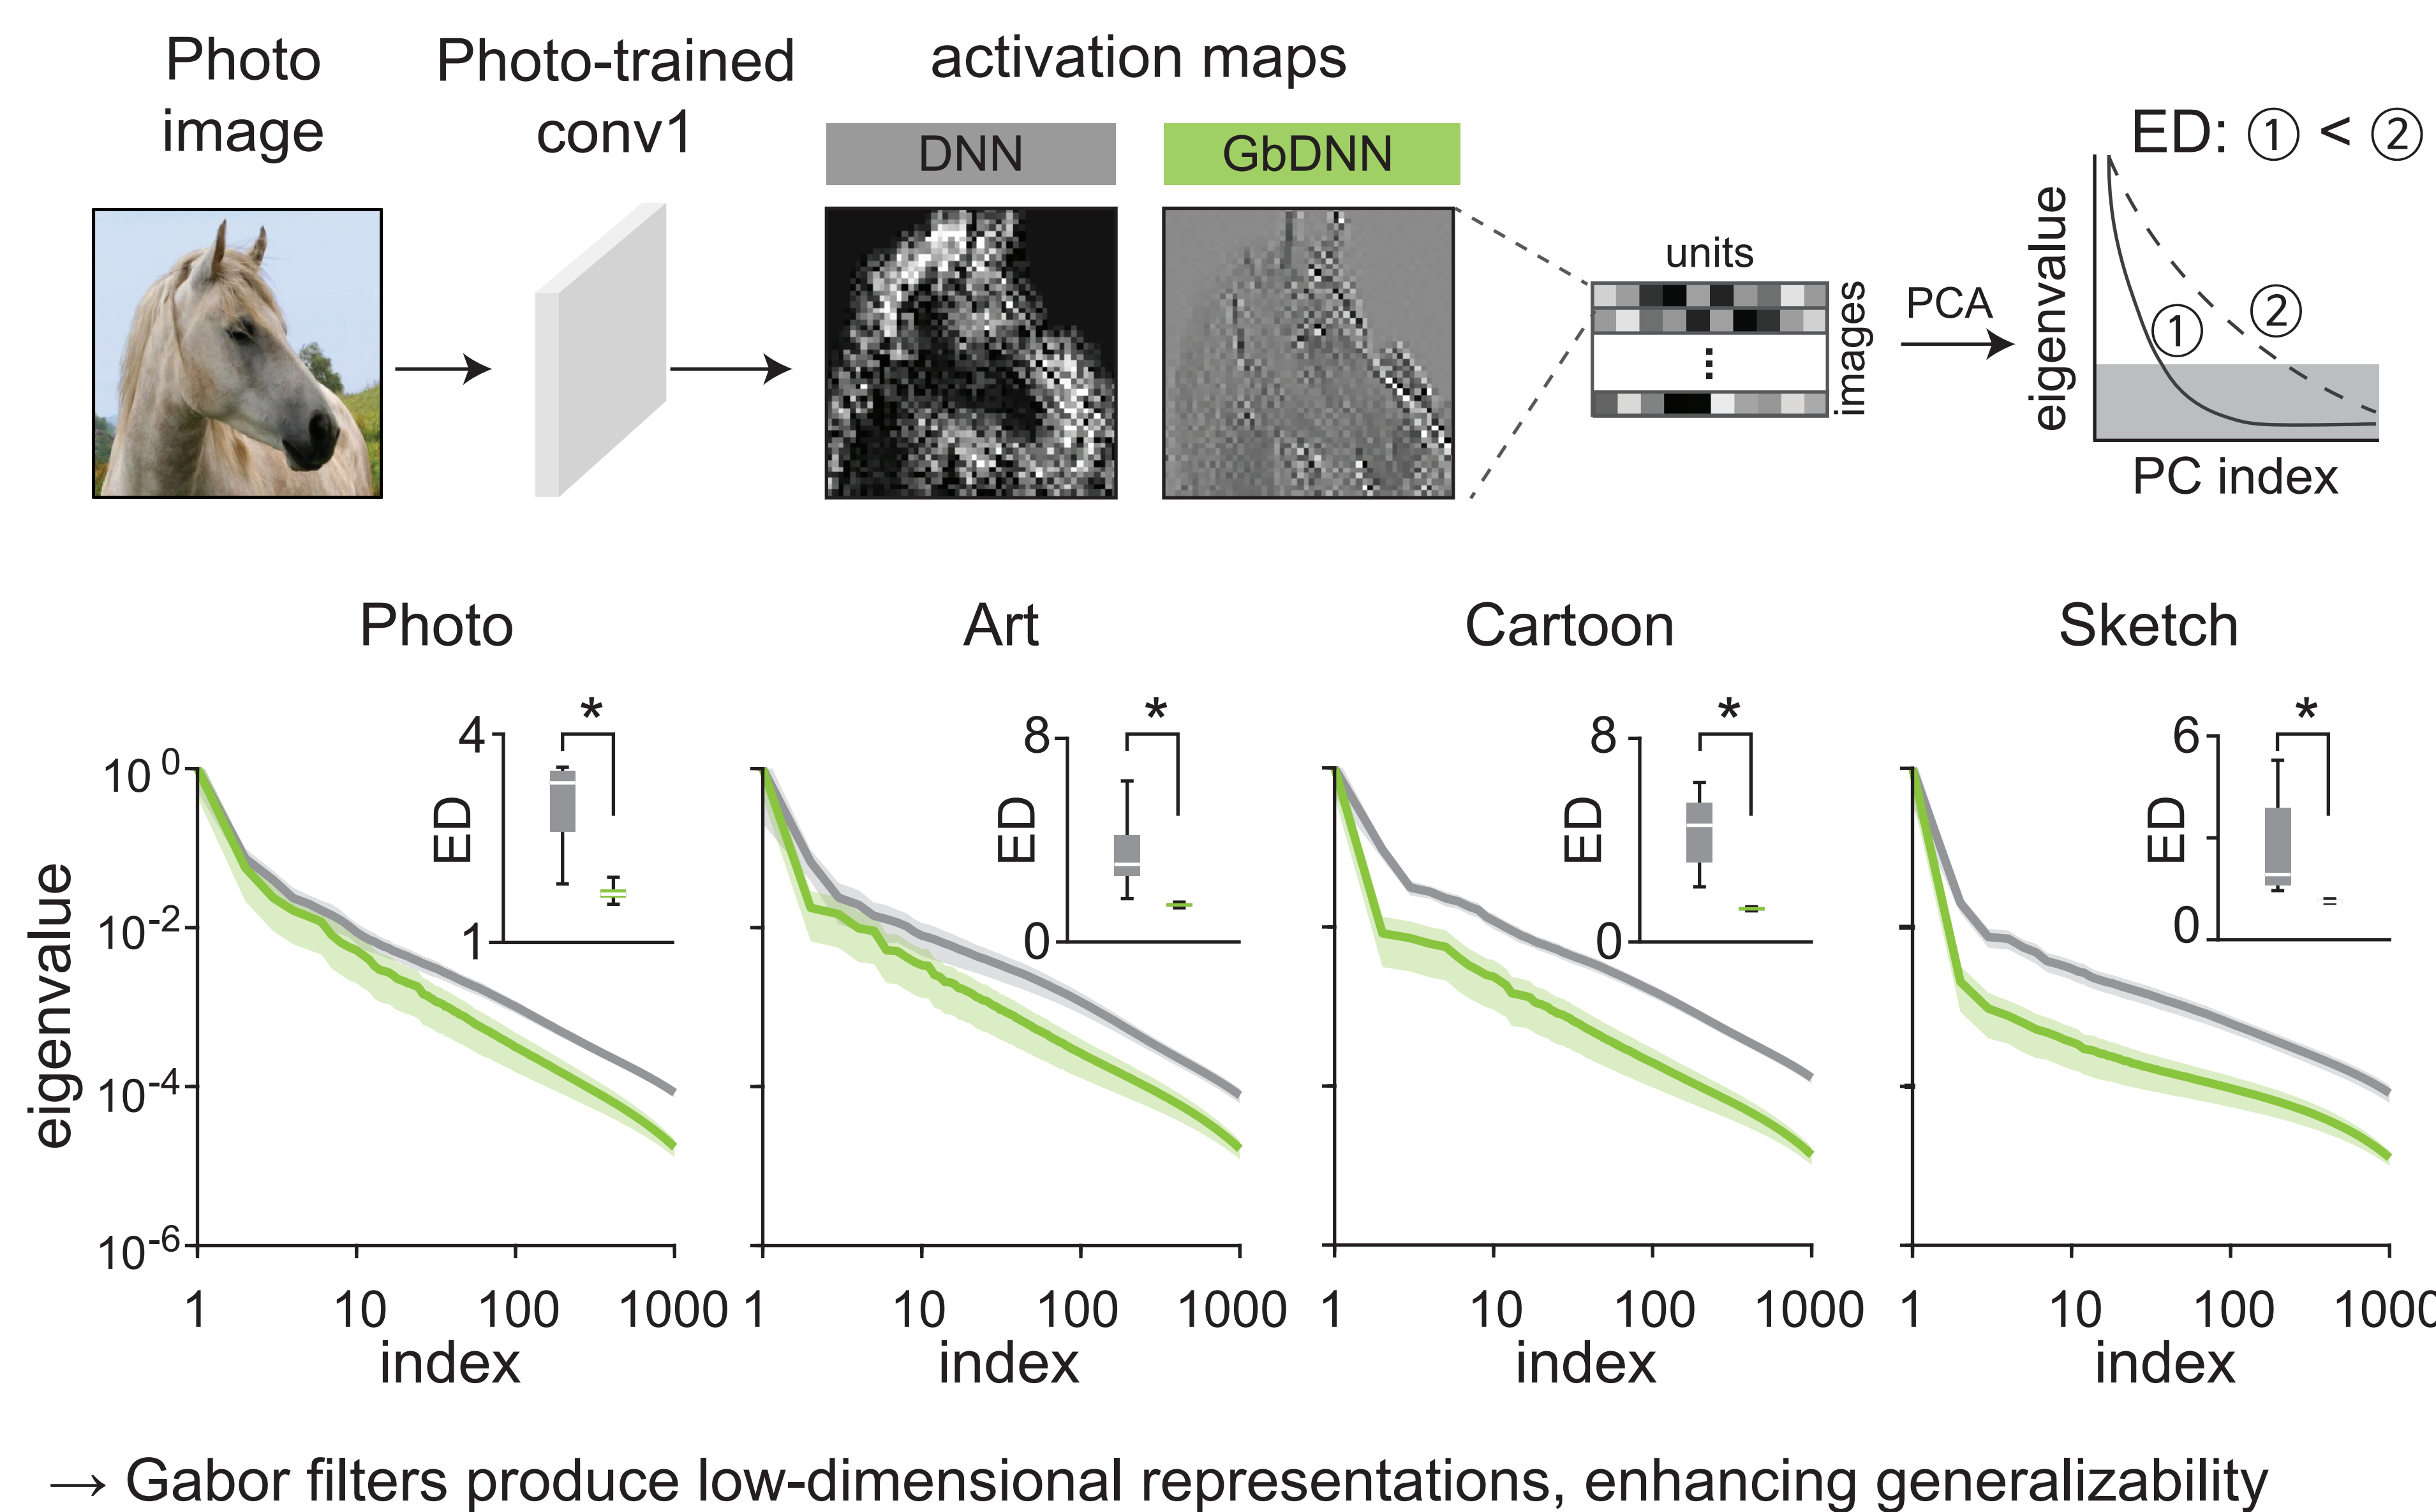 Photo image
Photo-trained conv1
activation maps
DNN
GbDNN
units
images
PCA
ED: ① < ②
eigenvalue
①
②
PC index
Photo
Art
Cartoon
Sketch
eigenvalue
10^0
10^-2
10^-4
10^-6
4
ED
1
*
1 10 100 1000
index
8
ED
0
*
1 10 100 1000
index
8
ED
0
*
1 10 100 1000
index
6
ED
0
*
1 10 100 1000
index
→ Gabor filters produce low-dimensional representations, enhancing generalizability